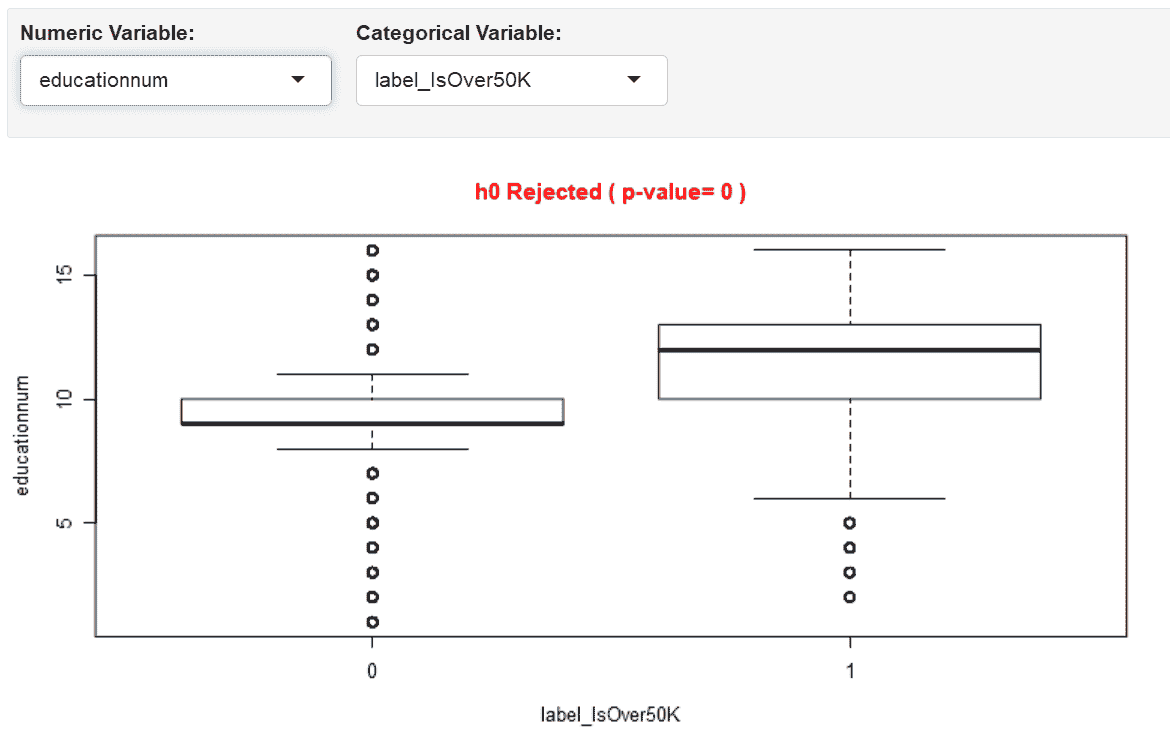 Numeric Variable: Categorical Variable:
educationnum label_IsOver50K
h0 Rejected ( p-value= 0 )
15
10
5
educationnum
0 1
label_IsOver50K